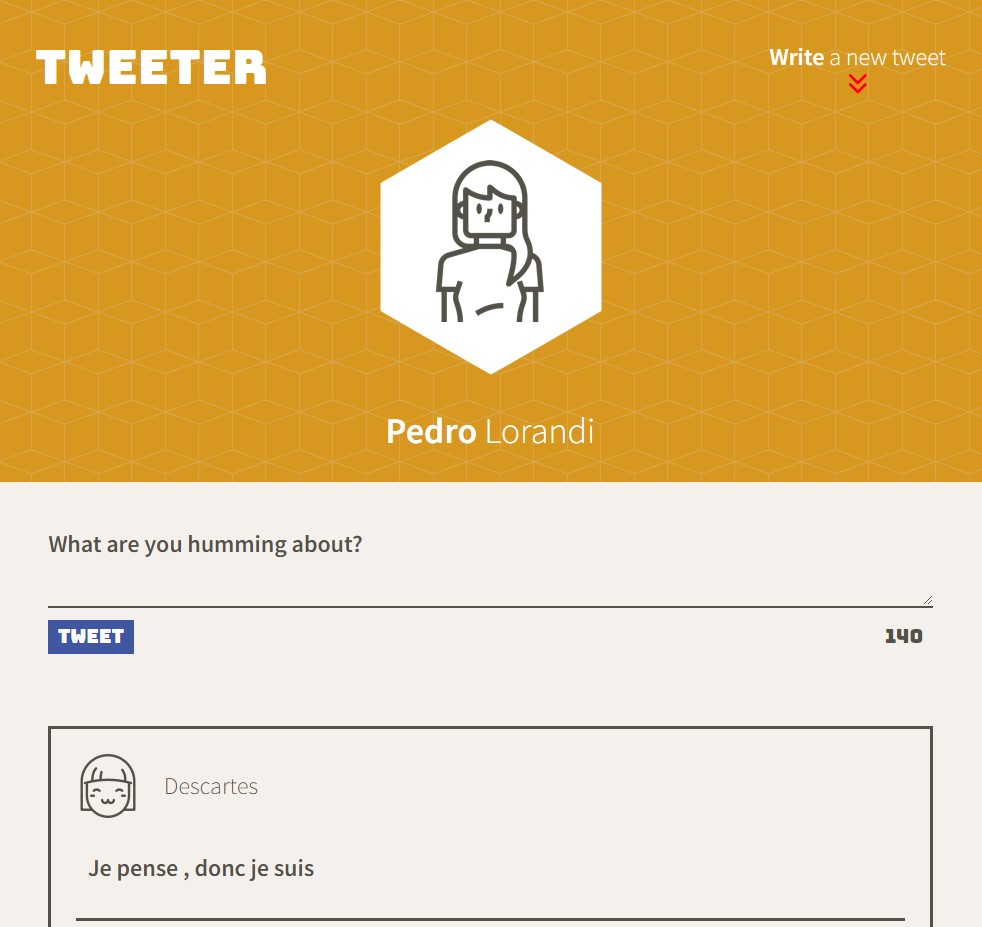 TWEETER
Write a new tweet
Pedro Lorandi
What are you humming about?
TWEET
140
Descartes
Je pense , donc je suis